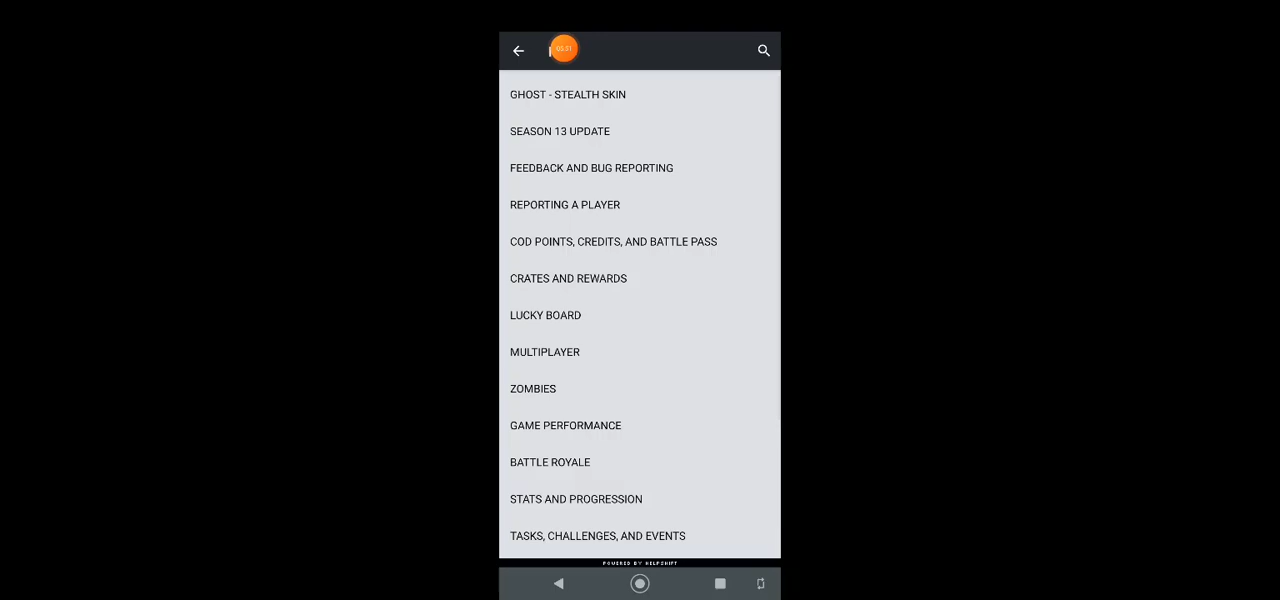 05:51
GHOST - STEALTH SKIN
SEASON 13 UPDATE
FEEDBACK AND BUG REPORTING
REPORTING A PLAYER
COD POINTS, CREDITS, AND BATTLE PASS
CRATES AND REWARDS
LUCKY BOARD
MULTIPLAYER
ZOMBIES
GAME PERFORMANCE
BATTLE ROYALE
STATS AND PROGRESSION
TASKS, CHALLENGES, AND EVENTS
POWERED BY HELPSHIFT